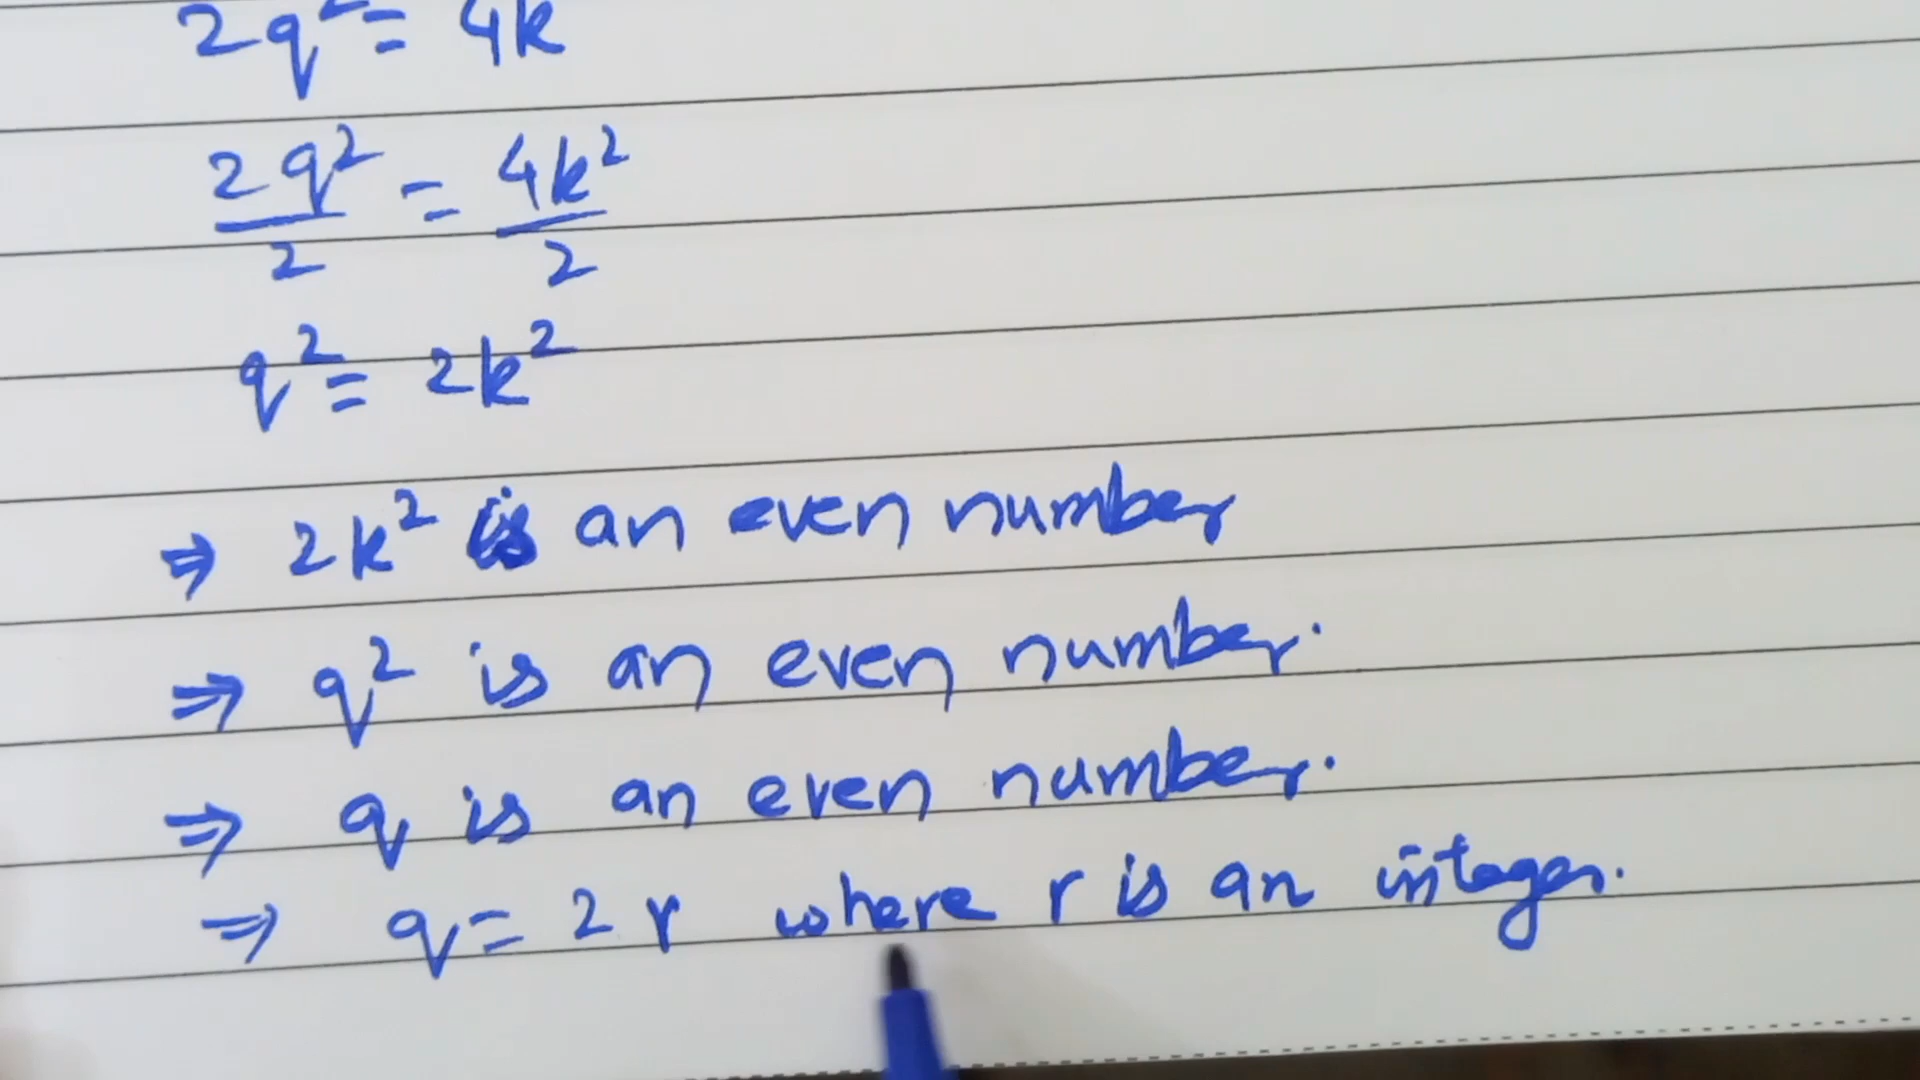 2q² = 4k
2q²/2 = 4k²/2
q² = 2k²
⇒ 2k² is an even number
⇒ q² is an even number.
⇒ q is an even number.
⇒ q = 2r where r is an integer.